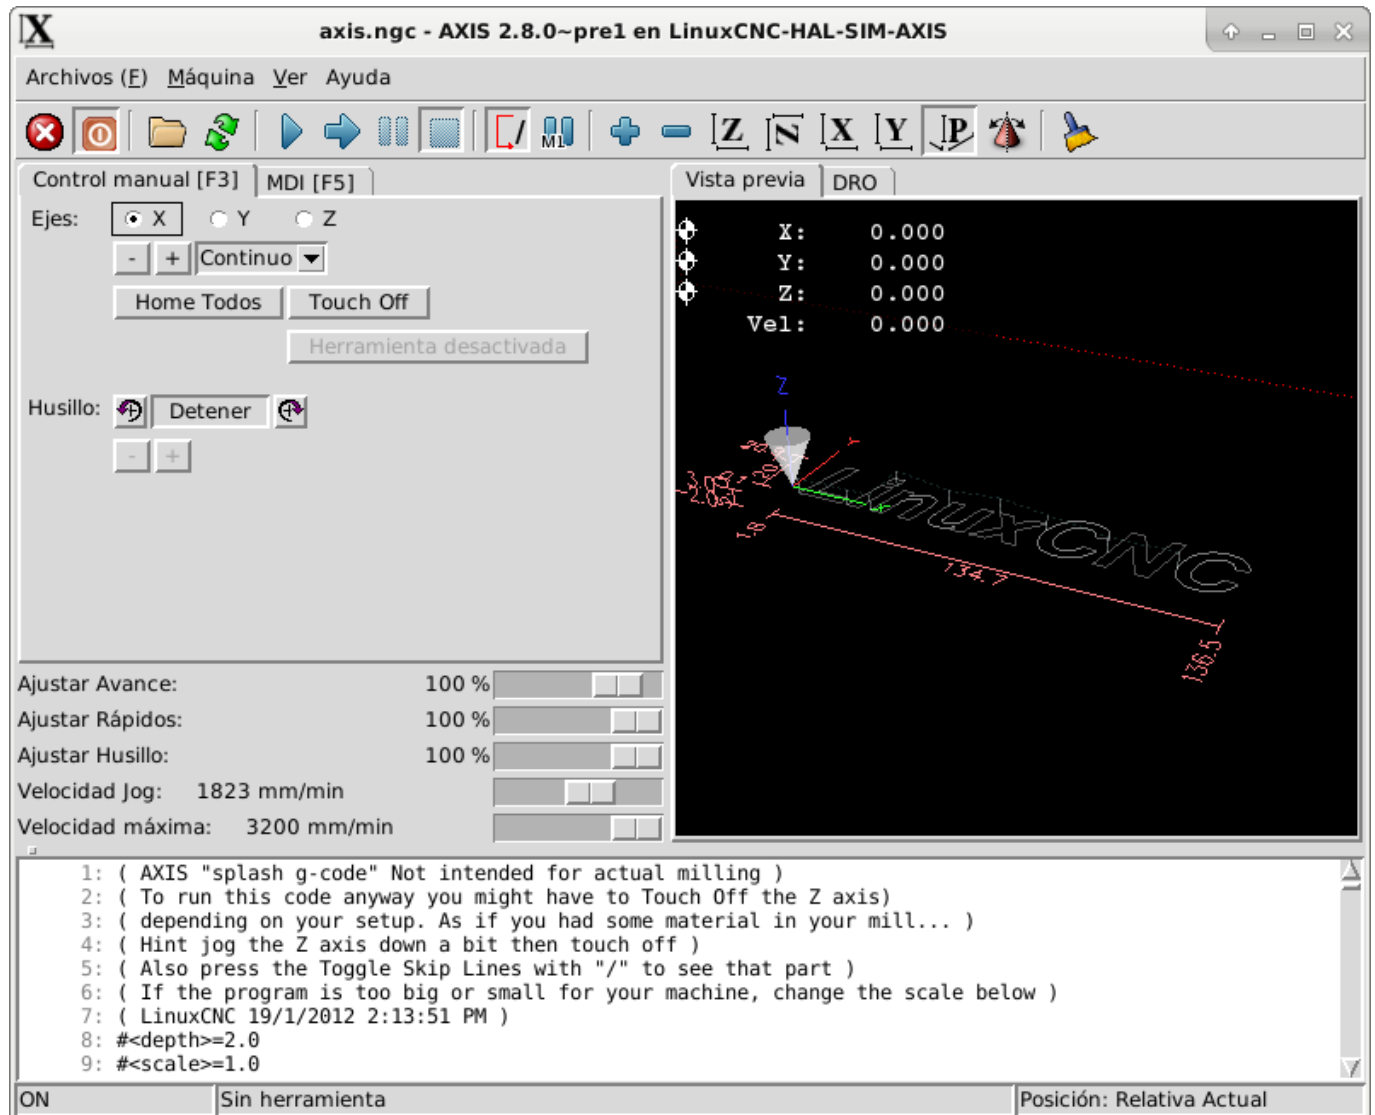 axis.ngc - AXIS 2.8.0~pre1 en LinuxCNC-HAL-SIM-AXIS
Archivos (F) Máquina Ver Ayuda
M1 Z N X Y P
Control manual [F3] MDI [F5]
Ejes: X Y Z
- + Continuo
Home Todos Touch Off
Herramienta desactivada
Husillo: Detener
- +
Ajustar Avance: 100 %
Ajustar Rápidos: 100 %
Ajustar Husillo: 100 %
Velocidad Jog: 1823 mm/min
Velocidad máxima: 3200 mm/min
Vista previa DRO
X: 0.000
Y: 0.000
Z: 0.000
Vel: 0.000
Z
Y
X
LinuxCNC
1.8
134.7
136.5
1: ( AXIS "splash g-code" Not intended for actual milling )
2: ( To run this code anyway you might have to Touch Off the Z axis)
3: ( depending on your setup. As if you had some material in your mill... )
4: ( Hint jog the Z axis down a bit then touch off )
5: ( Also press the Toggle Skip Lines with "/" to see that part )
6: ( If the program is too big or small for your machine, change the scale below )
7: ( LinuxCNC 19/1/2012 2:13:51 PM )
8: #<depth>=2.0
9: #<scale>=1.0
ON Sin herramienta Posición: Relativa Actual